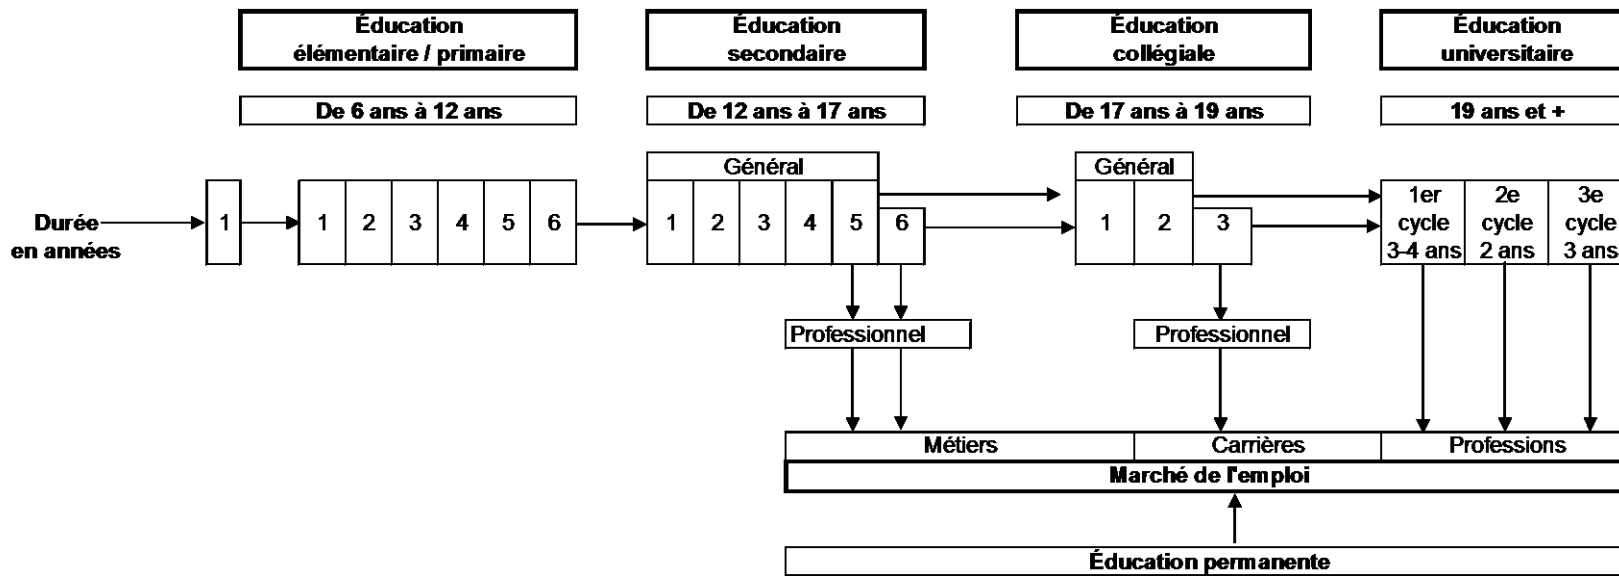 Éducation
élémentaire / primaire
Éducation
secondaire
Éducation
collégiale
Éducation
universitaire
De 6 ans à 12 ans
De 12 ans à 17 ans
De 17 ans à 19 ans
19 ans et +
Général
Général
Durée
en années
1
1 2 3 4 5 6
1 2 3 4 5 6
1 2 3
1er
cycle
3-4 ans
2e
cycle
2 ans
3e
cycle
3 ans
Professionnel
Professionnel
Métiers
Carrières
Professions
Marché de l'emploi
Éducation permanente